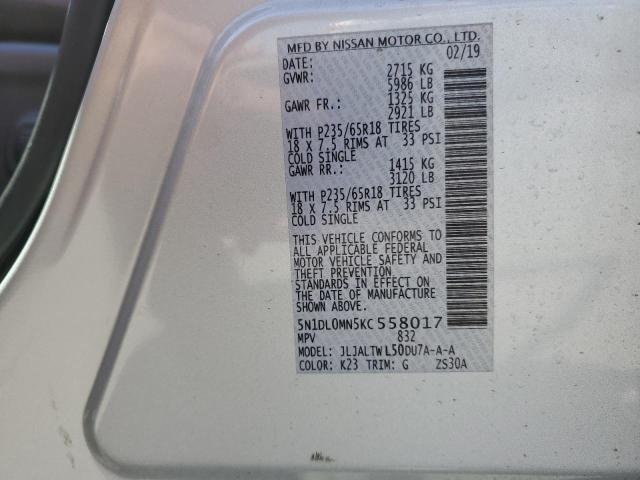 MFD BY NISSAN MOTOR CO., LTD.
DATE: 02/19
GVWR: 2715 KG
5986 LB
GAWR FR.: 1325 KG
2921 LB
WITH P235/65R18 TIRES
18 X 7.5 RIMS AT 33 PSI
COLD SINGLE
GAWR RR.: 1415 KG
3120 LB
WITH P235/65R18 TIRES
18 X 7.5 RIMS AT 33 PSI
COLD SINGLE
THIS VEHICLE CONFORMS TO
ALL APPLICABLE FEDERAL
MOTOR VEHICLE SAFETY AND
THEFT PREVENTION
STANDARDS IN EFFECT ON
THE DATE OF MANUFACTURE
SHOWN ABOVE.
5N1DL0MN5KC558017
MPV 832
MODEL: JLJALTWL50DU7A-A-A
COLOR: K23 TRIM: G ZS30A